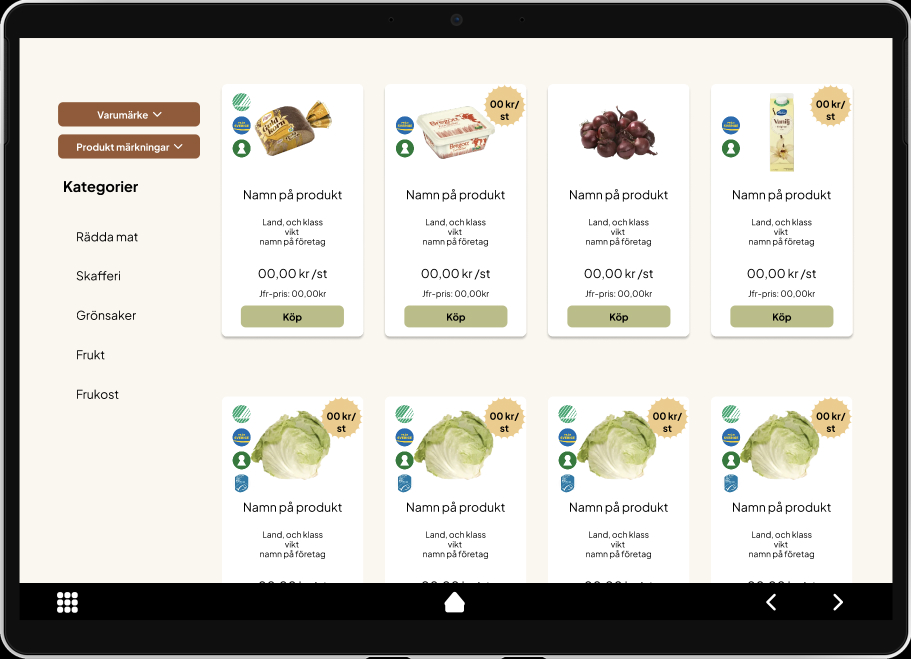 Varumärke
Produkt märkningar
Kategorier
Rädda mat
Skafferi
Grönsaker
Frukt
Frukost
Namn på produkt
Land, och klass
vikt
namn på företag
00,00 kr /st
Jfr-pris: 00,00kr
Köp
00 kr/
st
Bregott
Bregott
Namn på produkt
Land, och klass
vikt
namn på företag
00,00 kr /st
Jfr-pris: 00,00kr
Köp
Namn på produkt
Land, och klass
vikt
namn på företag
00,00 kr /st
Jfr-pris: 00,00kr
Köp
00 kr/
st
Vanilj
Namn på produkt
Land, och klass
vikt
namn på företag
00,00 kr /st
Jfr-pris: 00,00kr
Köp
00 kr/
st
Namn på produkt
Land, och klass
vikt
namn på företag
00 kr/
st
Namn på produkt
Land, och klass
vikt
namn på företag
00 kr/
st
Namn på produkt
Land, och klass
vikt
namn på företag
00 kr/
st
Namn på produkt
Land, och klass
vikt
namn på företag